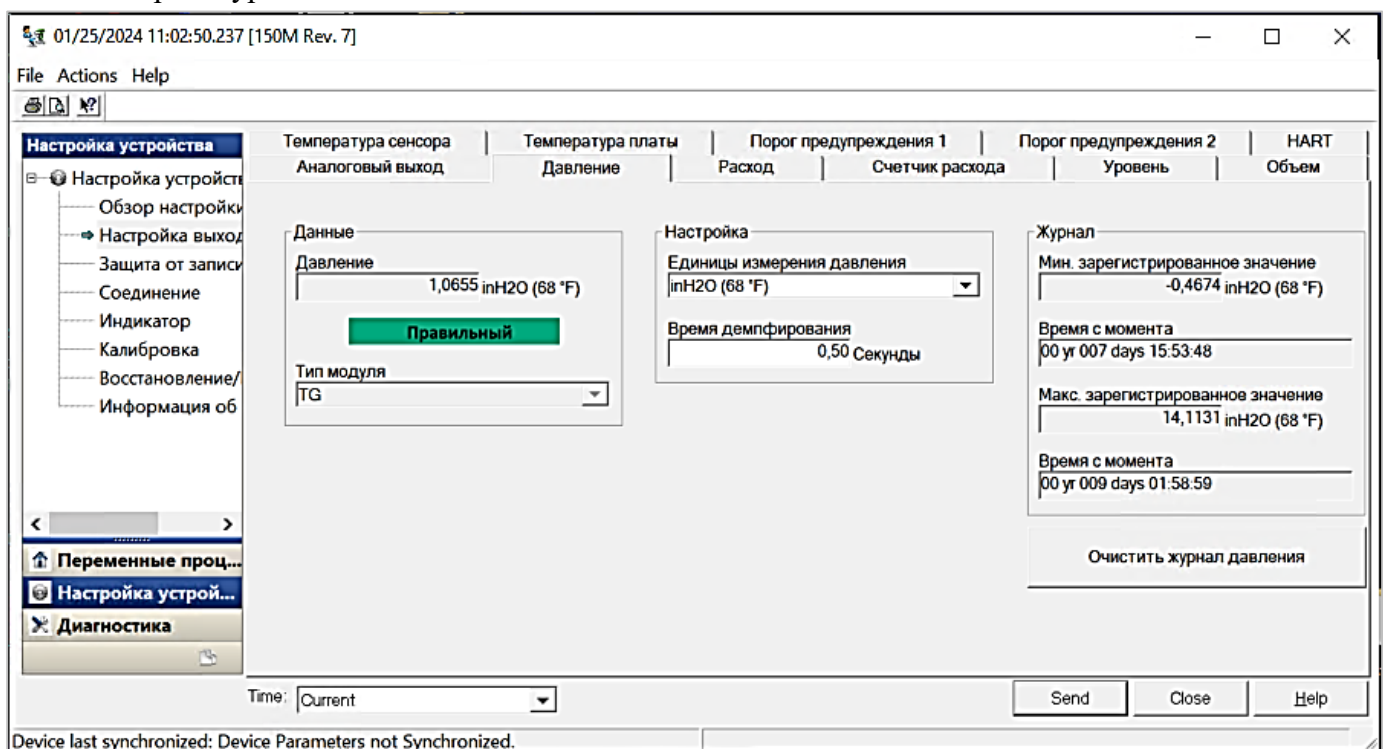 01/25/2024 11:02:50.237 [150M Rev. 7]
File Actions Help
Настройка устройства
Настройка устройств
Обзор настройки
Настройка выход
Защита от записи
Соединение
Индикатор
Калибровка
Восстановление/
Информация об
Переменные проц...
Настройка устрой...
Диагностика
Температура сенсора
Температура платы
Порог предупреждения 1
Порог предупреждения 2
HART
Аналоговый выход
Давление
Расход
Счетчик расхода
Уровень
Объем
Данные
Давление
1,0655 inH2O (68 °F)
Правильный
Тип модуля
TG
Настройка
Единицы измерения давления
inH2O (68 °F)
Время демпфирования
0,50 Секунды
Журнал
Мин. зарегистрированное значение
-0,4674 inH2O (68 °F)
Время с момента
00 yr 007 days 15:53:48
Макс. зарегистрированное значение
14,1131 inH2O (68 °F)
Время с момента
00 yr 009 days 01:58:59
Очистить журнал давления
Time: Current
Send Close Help
Device last synchronized: Device Parameters not Synchronized.